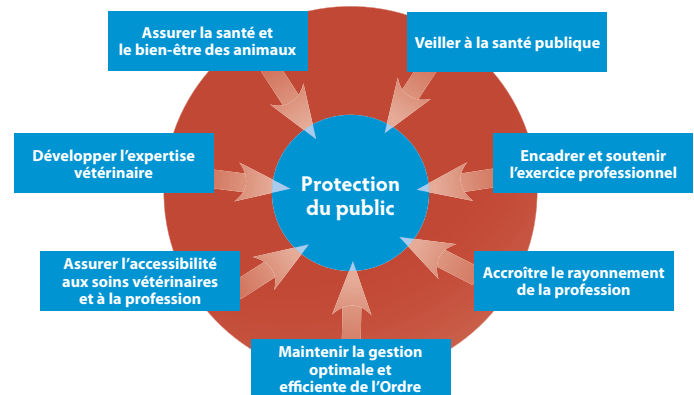 Assurer la santé et
le bien-être des animaux
Veiller à la santé publique
Développer l'expertise
vétérinaire
Protection
du public
Encadrer et soutenir
l'exercice professionnel
Assurer l'accessibilité
aux soins vétérinaires
et à la profession
Accroître le rayonnement
de la profession
Maintenir la gestion
optimale et
efficiente de l'Ordre